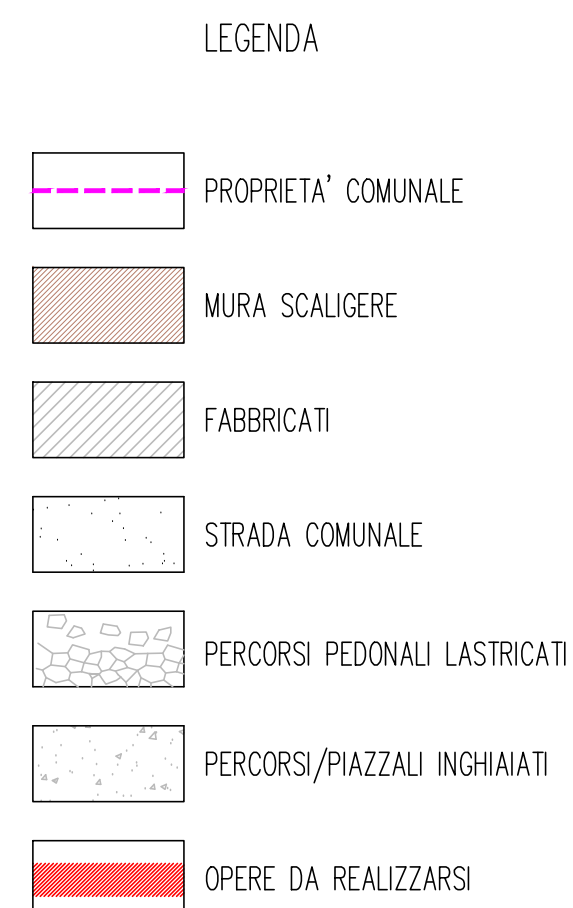 LEGENDA
PROPRIETA' COMUNALE
MURA SCALIGERE
FABBRICATI
STRADA COMUNALE
PERCORSI PEDONALI LASTRICATI
PERCORSI/PIAZZALI INGHIAIATI
OPERE DA REALIZZARSI